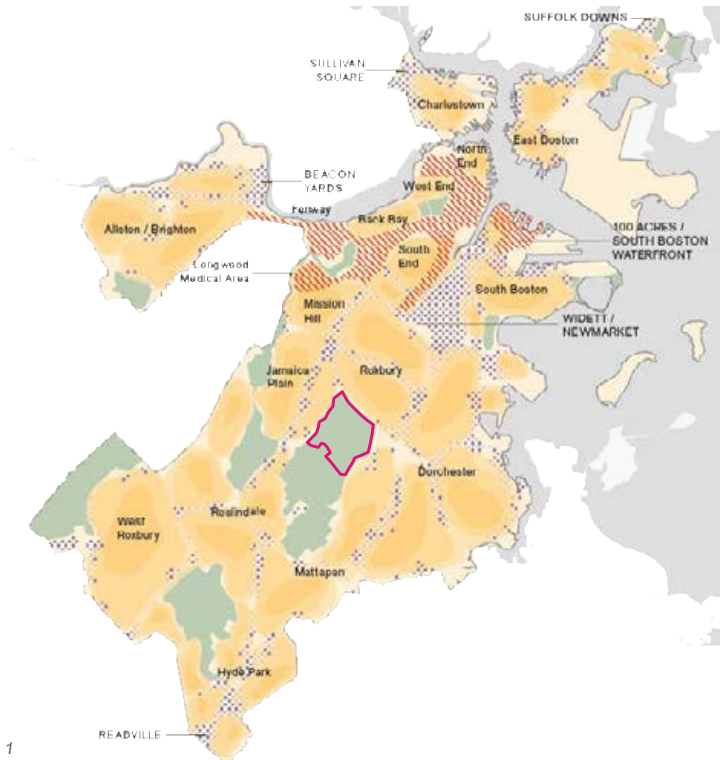 SUFFOLK DOWNS
SULLIVAN
SQUARE
Charlestown
North
End
East Boston
BEACON
YARDS
West End
Fenway
Back Bay
Allston / Brighton
100 ACRES /
SOUTH BOSTON
WATERFRONT
South
End
Longwood
Medical Area
South Boston
Mission
Hill
WIDETT /
NEWMARKET
Jamaica
Plain
Roxbury
Dorchester
Roslindale
West
Roxbury
Mattapan
Hyde Park
READVILLE
1